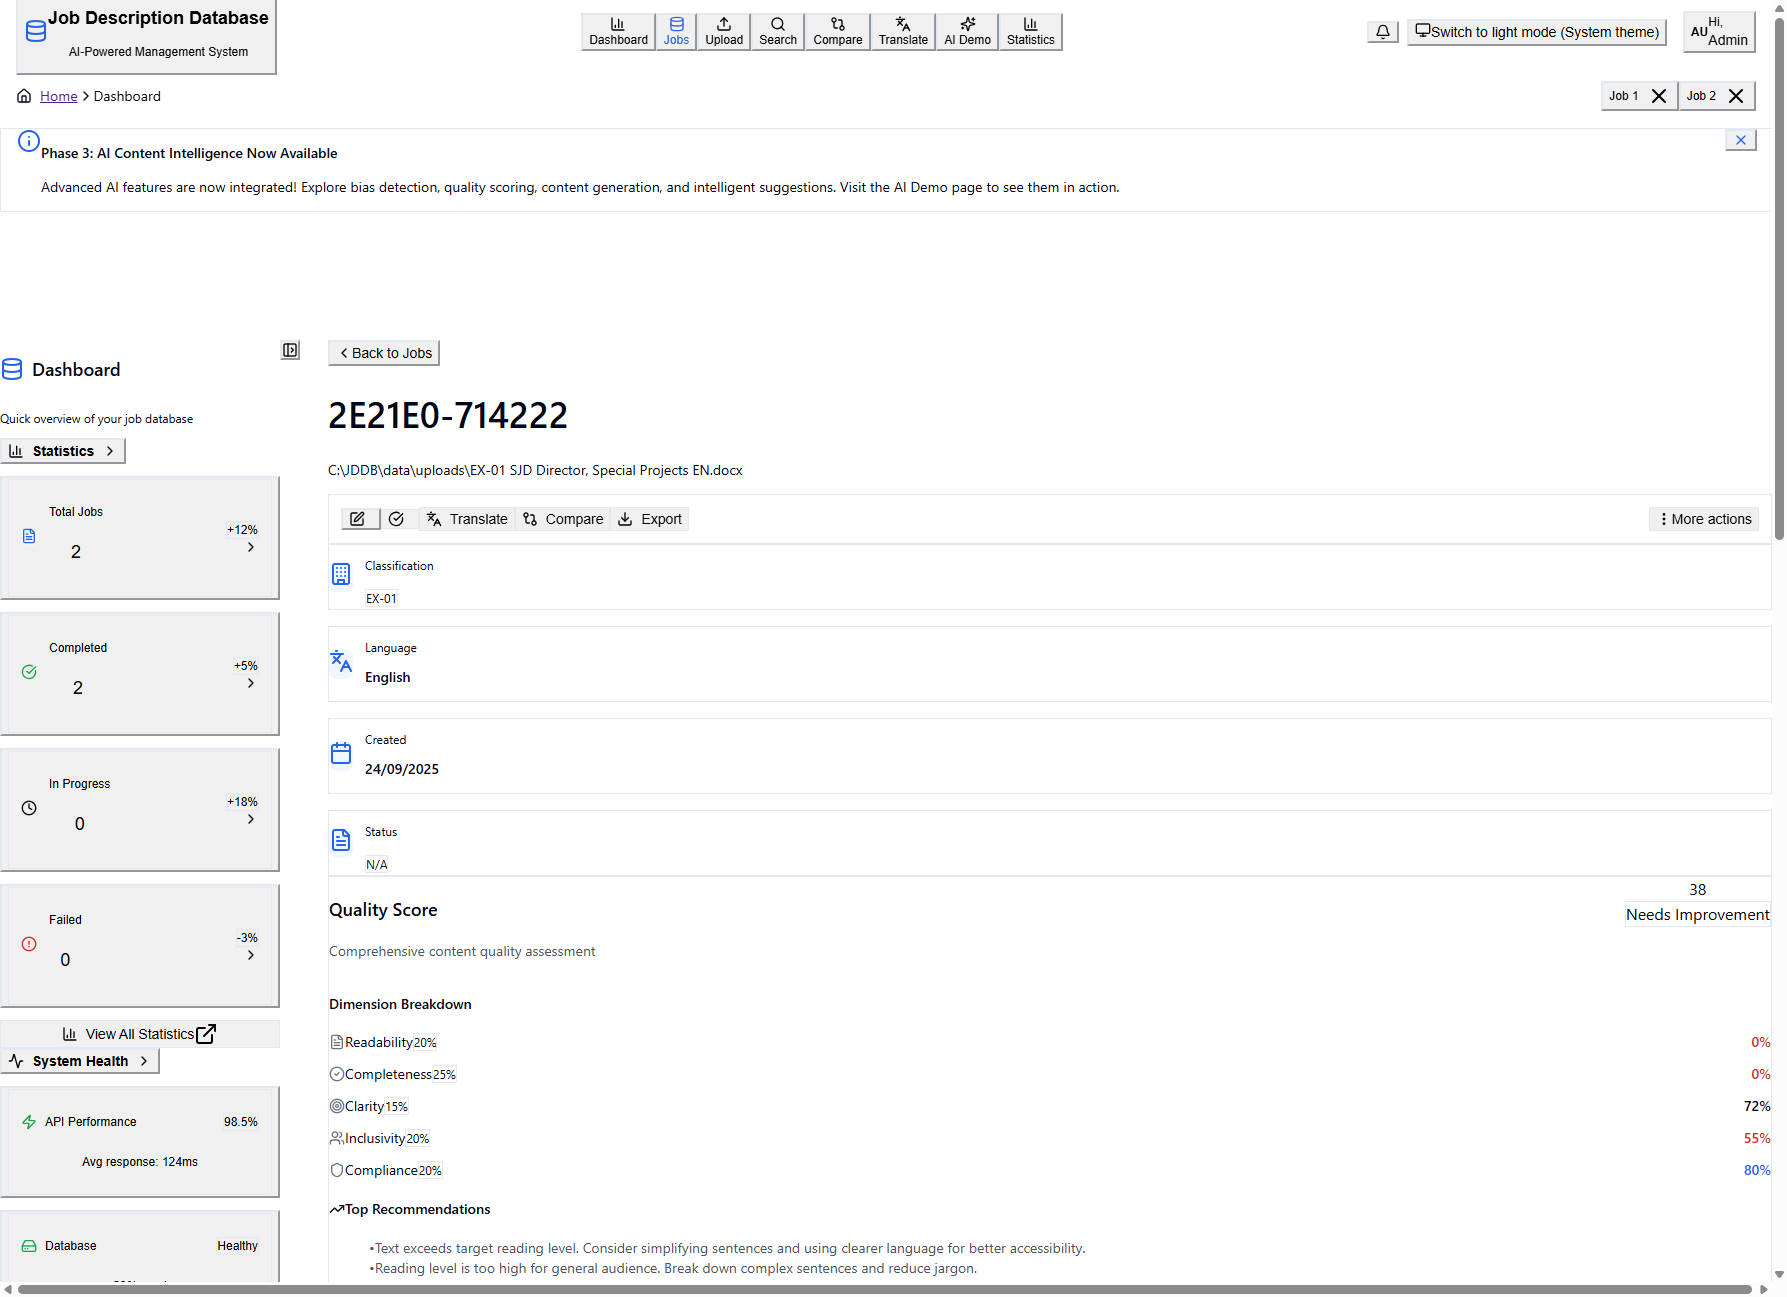 Job Description Database
AI-Powered Management System
Dashboard
Jobs
Upload
Search
Compare
Translate
AI Demo
Statistics
Switch to light mode (System theme)
AU
Hi,
Admin
Home
Dashboard
Job 1
Job 2
Phase 3: AI Content Intelligence Now Available
Advanced AI features are now integrated! Explore bias detection, quality scoring, content generation, and intelligent suggestions. Visit the AI Demo page to see them in action.
Dashboard
Quick overview of your job database
Statistics
Total Jobs
2
+12%
Completed
2
+5%
In Progress
0
+18%
Failed
0
-3%
View All Statistics
System Health
API Performance
98.5%
Avg response: 124ms
Database
Healthy
Back to Jobs
2E21E0-714222
C:\JDDB\data\uploads\EX-01 SJD Director, Special Projects EN.docx
Translate
Compare
Export
More actions
Classification
EX-01
Language
English
Created
24/09/2025
Status
N/A
Quality Score
38
Needs Improvement
Comprehensive content quality assessment
Dimension Breakdown
Readability 20% 0%
Completeness 25% 0%
Clarity 15% 72%
Inclusivity 20% 55%
Compliance 20% 80%
Top Recommendations
•Text exceeds target reading level. Consider simplifying sentences and using clearer language for better accessibility.
•Reading level is too high for general audience. Break down complex sentences and reduce jargon.